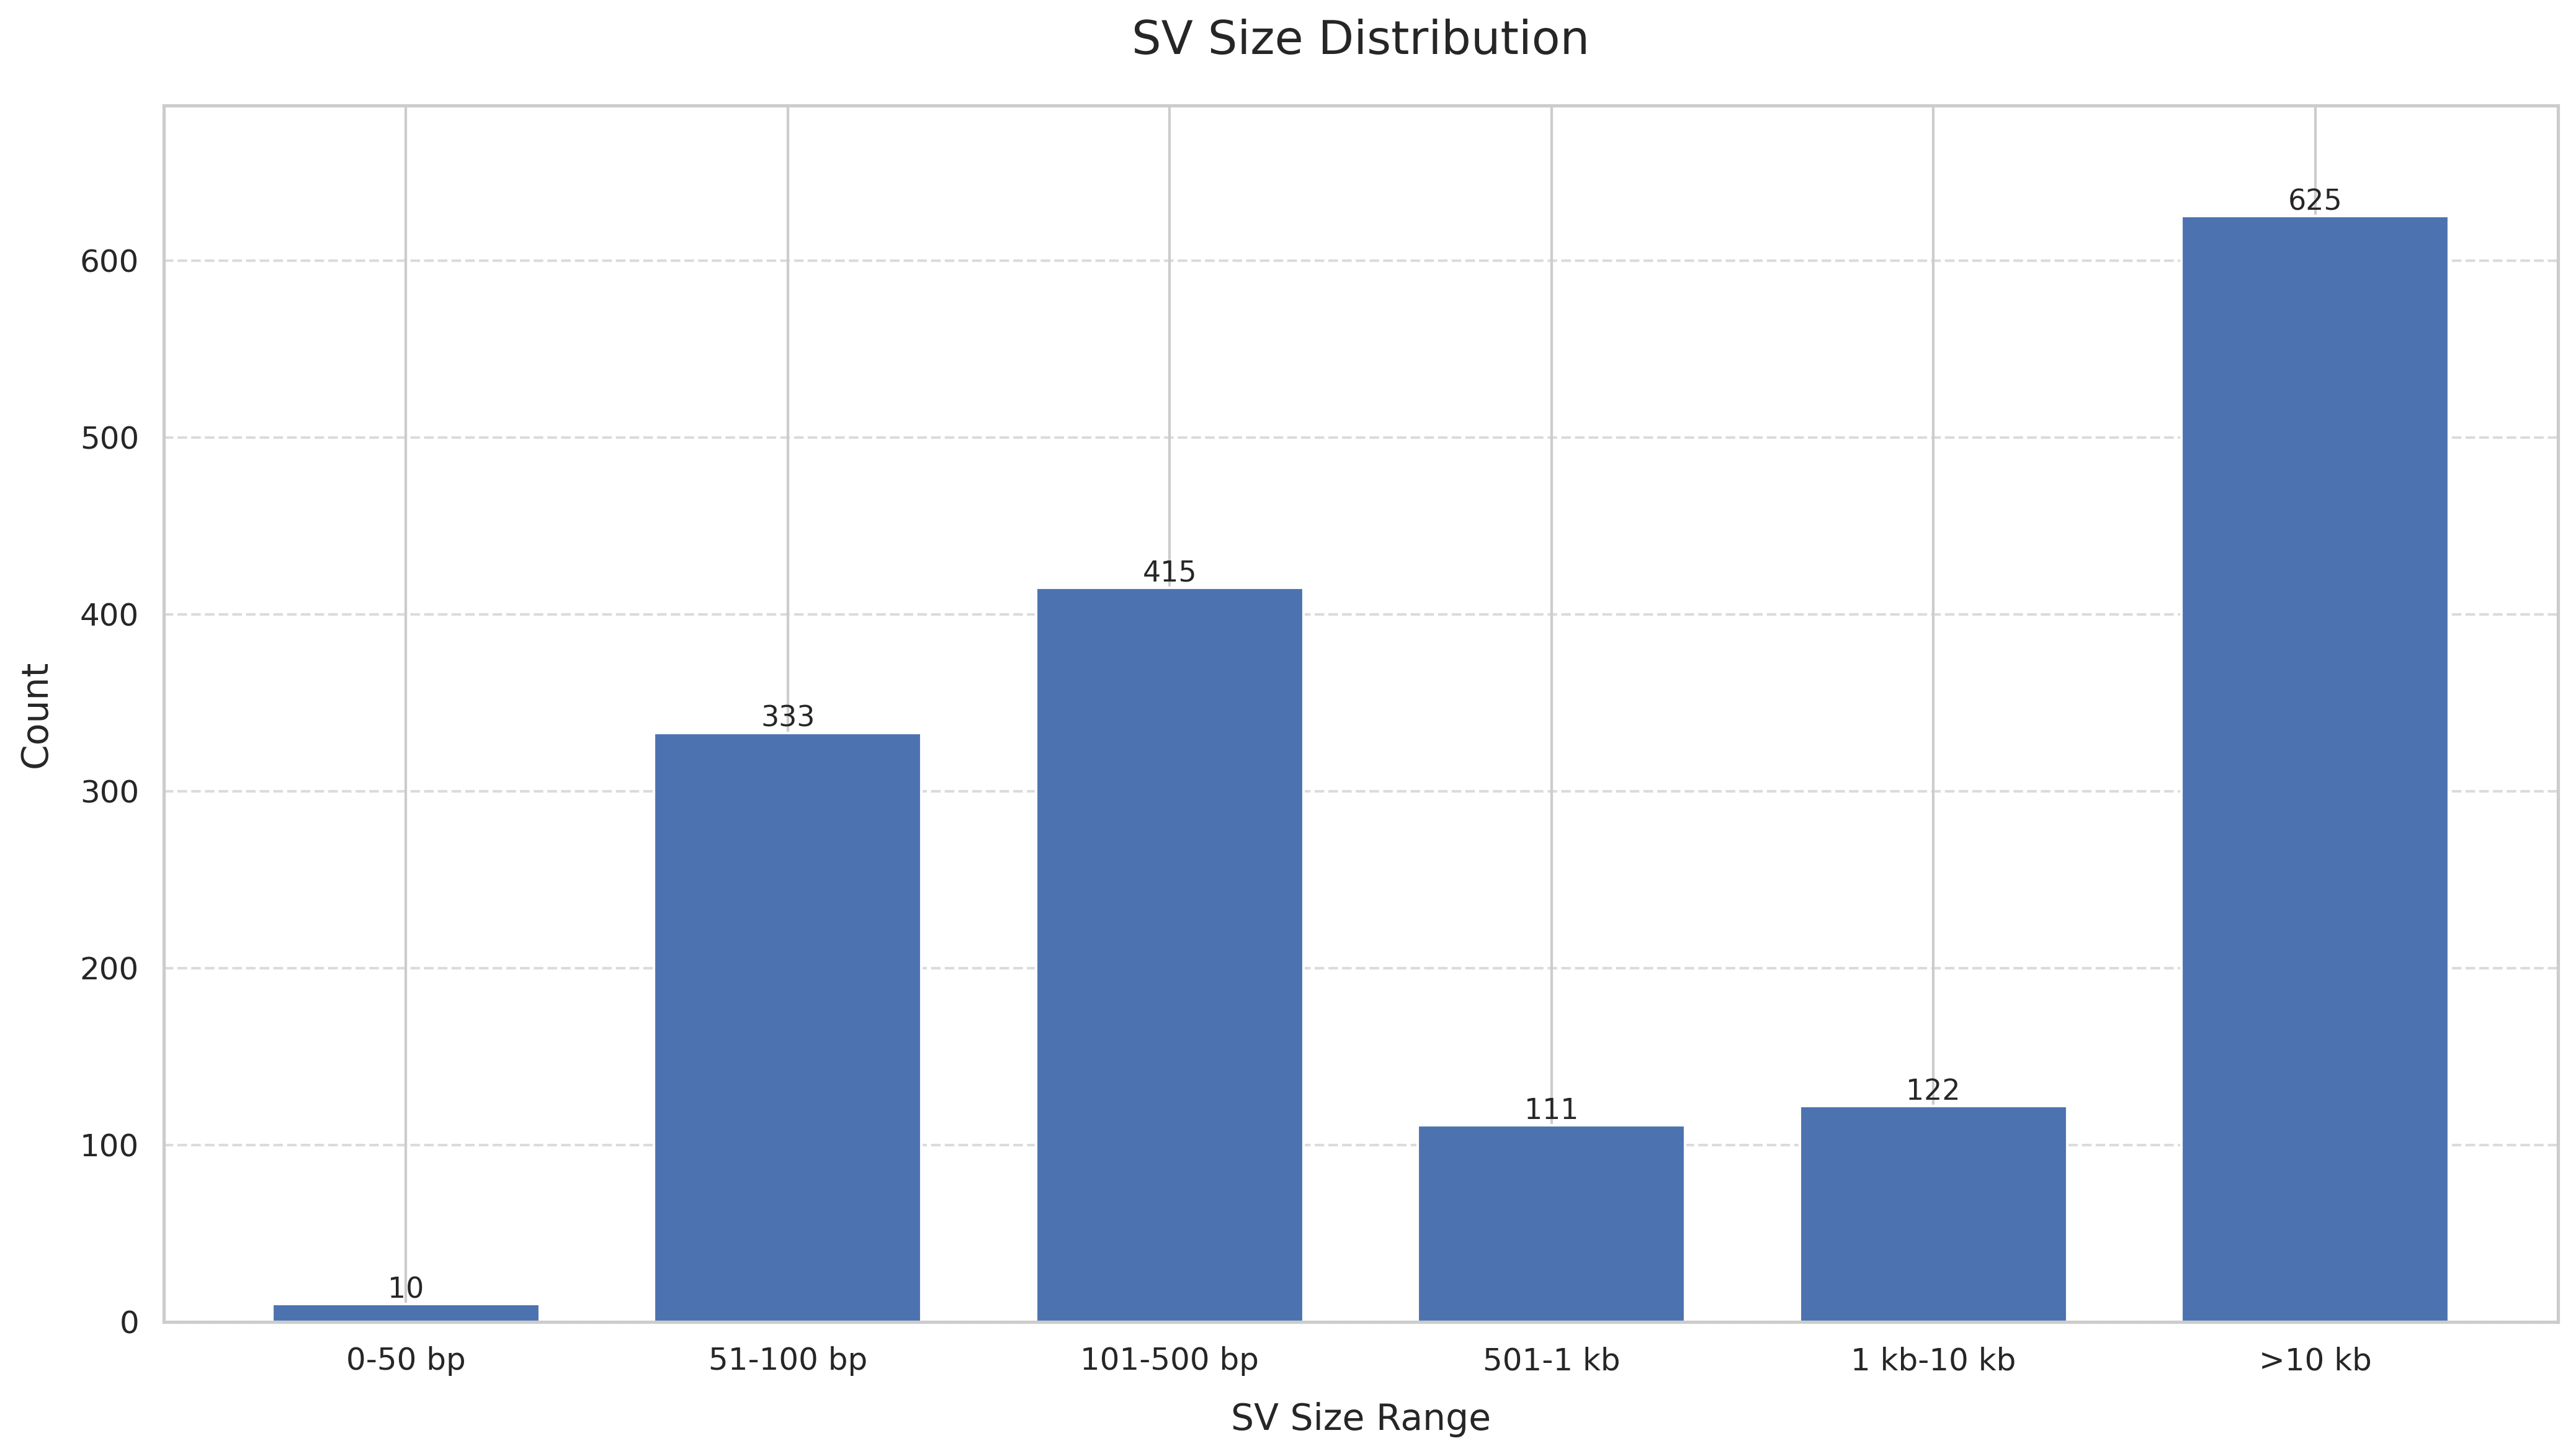 SV Size Distribution
625
600
500
415
400
333
300
200
122
111
100
10
0
Count
0-50 bp
51-100 bp
101-500 bp
501-1 kb
1 kb-10 kb
>10 kb
SV Size Range